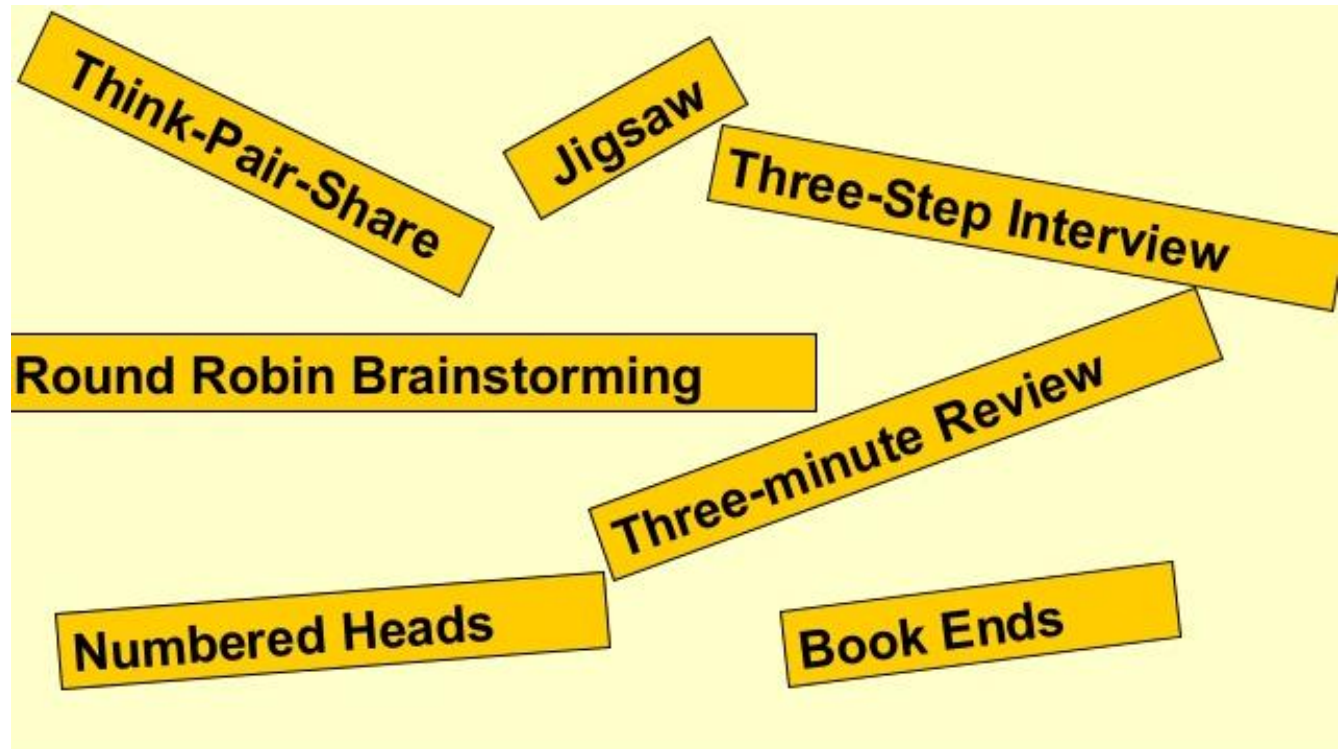 Think-Pair-Share
Jigsaw
Three-Step Interview
Round Robin Brainstorming
Three-minute Review
Numbered Heads
Book Ends